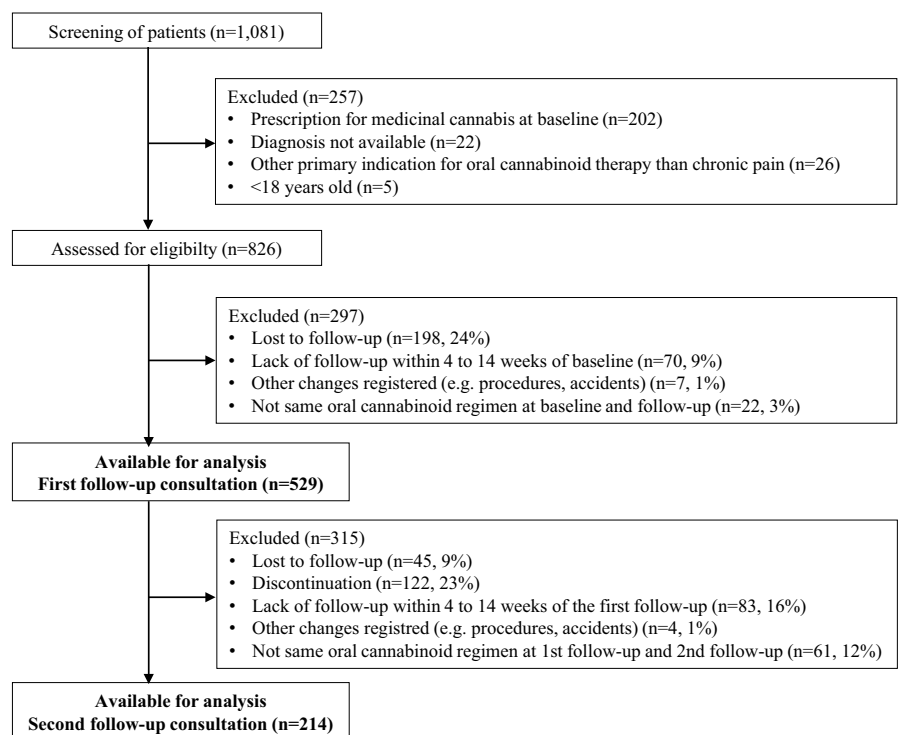 Screening of patients (n=1,081)
Excluded (n=257)
• Prescription for medicinal cannabis at baseline (n=202)
• Diagnosis not available (n=22)
• Other primary indication for oral cannabinoid therapy than chronic pain (n=26)
• <18 years old (n=5)
Assessed for eligibilty (n=826)
Excluded (n=297)
• Lost to follow-up (n=198, 24%)
• Lack of follow-up within 4 to 14 weeks of baseline (n=70, 9%)
• Other changes registered (e.g. procedures, accidents) (n=7, 1%)
• Not same oral cannabinoid regimen at baseline and follow-up (n=22, 3%)
Available for analysis
First follow-up consultation (n=529)
Excluded (n=315)
• Lost to follow-up (n=45, 9%)
• Discontinuation (n=122, 23%)
• Lack of follow-up within 4 to 14 weeks of the first follow-up (n=83, 16%)
• Other changes registred (e.g. procedures, accidents) (n=4, 1%)
• Not same oral cannabinoid regimen at 1st follow-up and 2nd follow-up (n=61, 12%)
Available for analysis
Second follow-up consultation (n=214)